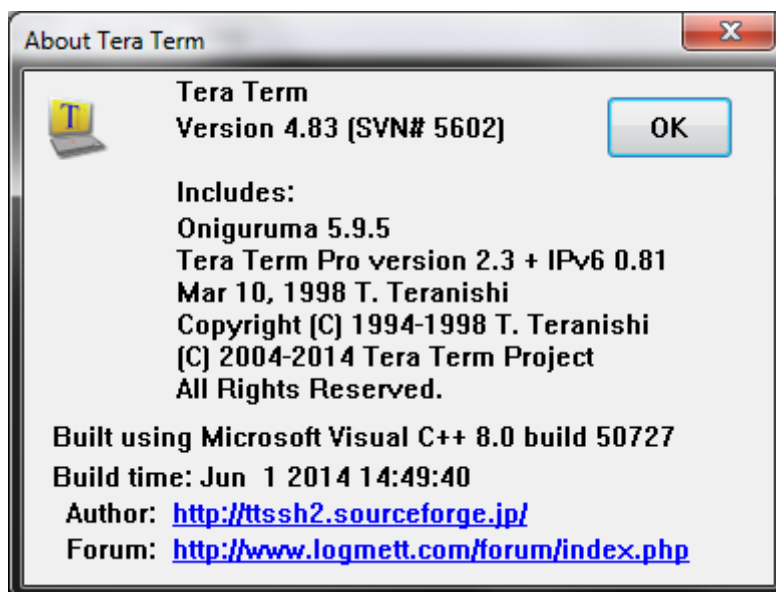 About Tera Term
x
T
Tera Term
Version 4.83 (SVN# 5602)
OK
Includes:
Oniguruma 5.9.5
Tera Term Pro version 2.3 + IPv6 0.81
Mar 10, 1998 T. Teranishi
Copyright (C) 1994-1998 T. Teranishi
(C) 2004-2014 Tera Term Project
All Rights Reserved.
Built using Microsoft Visual C++ 8.0 build 50727
Build time: Jun  1 2014 14:49:40
Author: http://ttssh2.sourceforge.jp/
Forum: http://www.logmett.com/forum/index.php